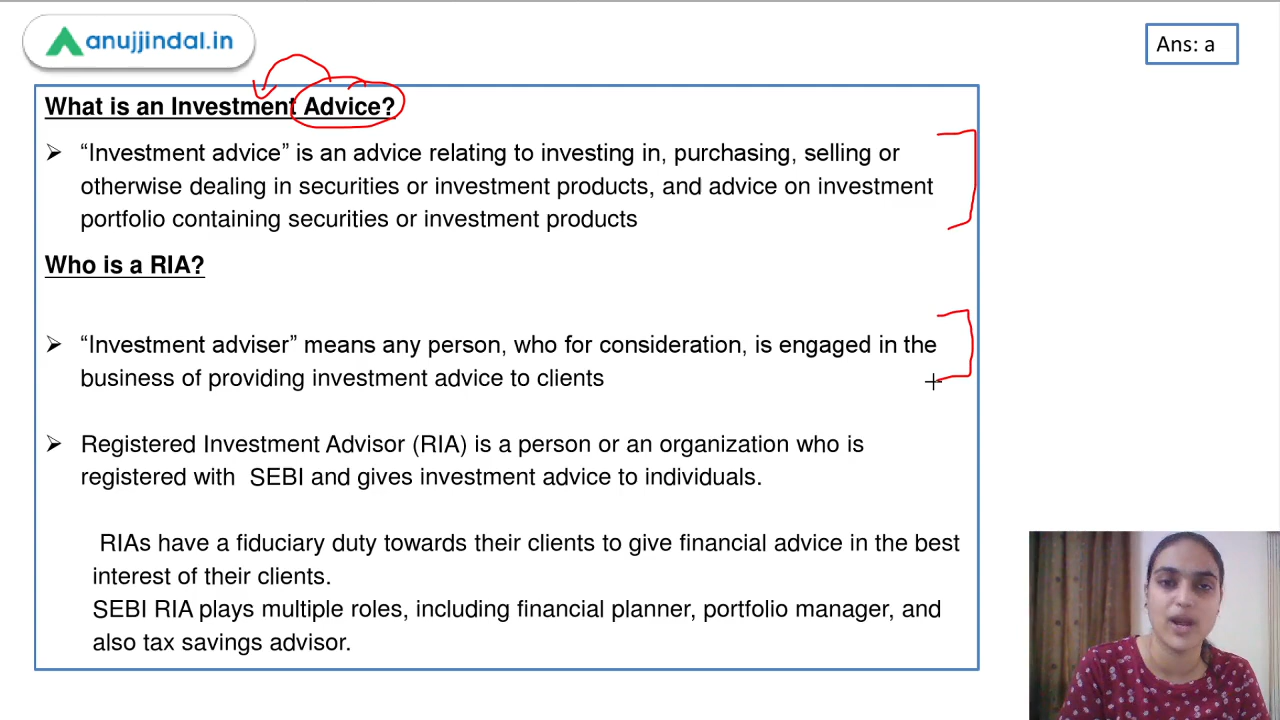 anujjindal.in
Ans: a
What is an Investment Advice?
➢ “Investment advice” is an advice relating to investing in, purchasing, selling or
otherwise dealing in securities or investment products, and advice on investment
portfolio containing securities or investment products
Who is a RIA?
➢ “Investment adviser” means any person, who for consideration, is engaged in the
business of providing investment advice to clients
➢ Registered Investment Advisor (RIA) is a person or an organization who is
registered with SEBI and gives investment advice to individuals.
RIAs have a fiduciary duty towards their clients to give financial advice in the best
interest of their clients.
SEBI RIA plays multiple roles, including financial planner, portfolio manager, and
also tax savings advisor.